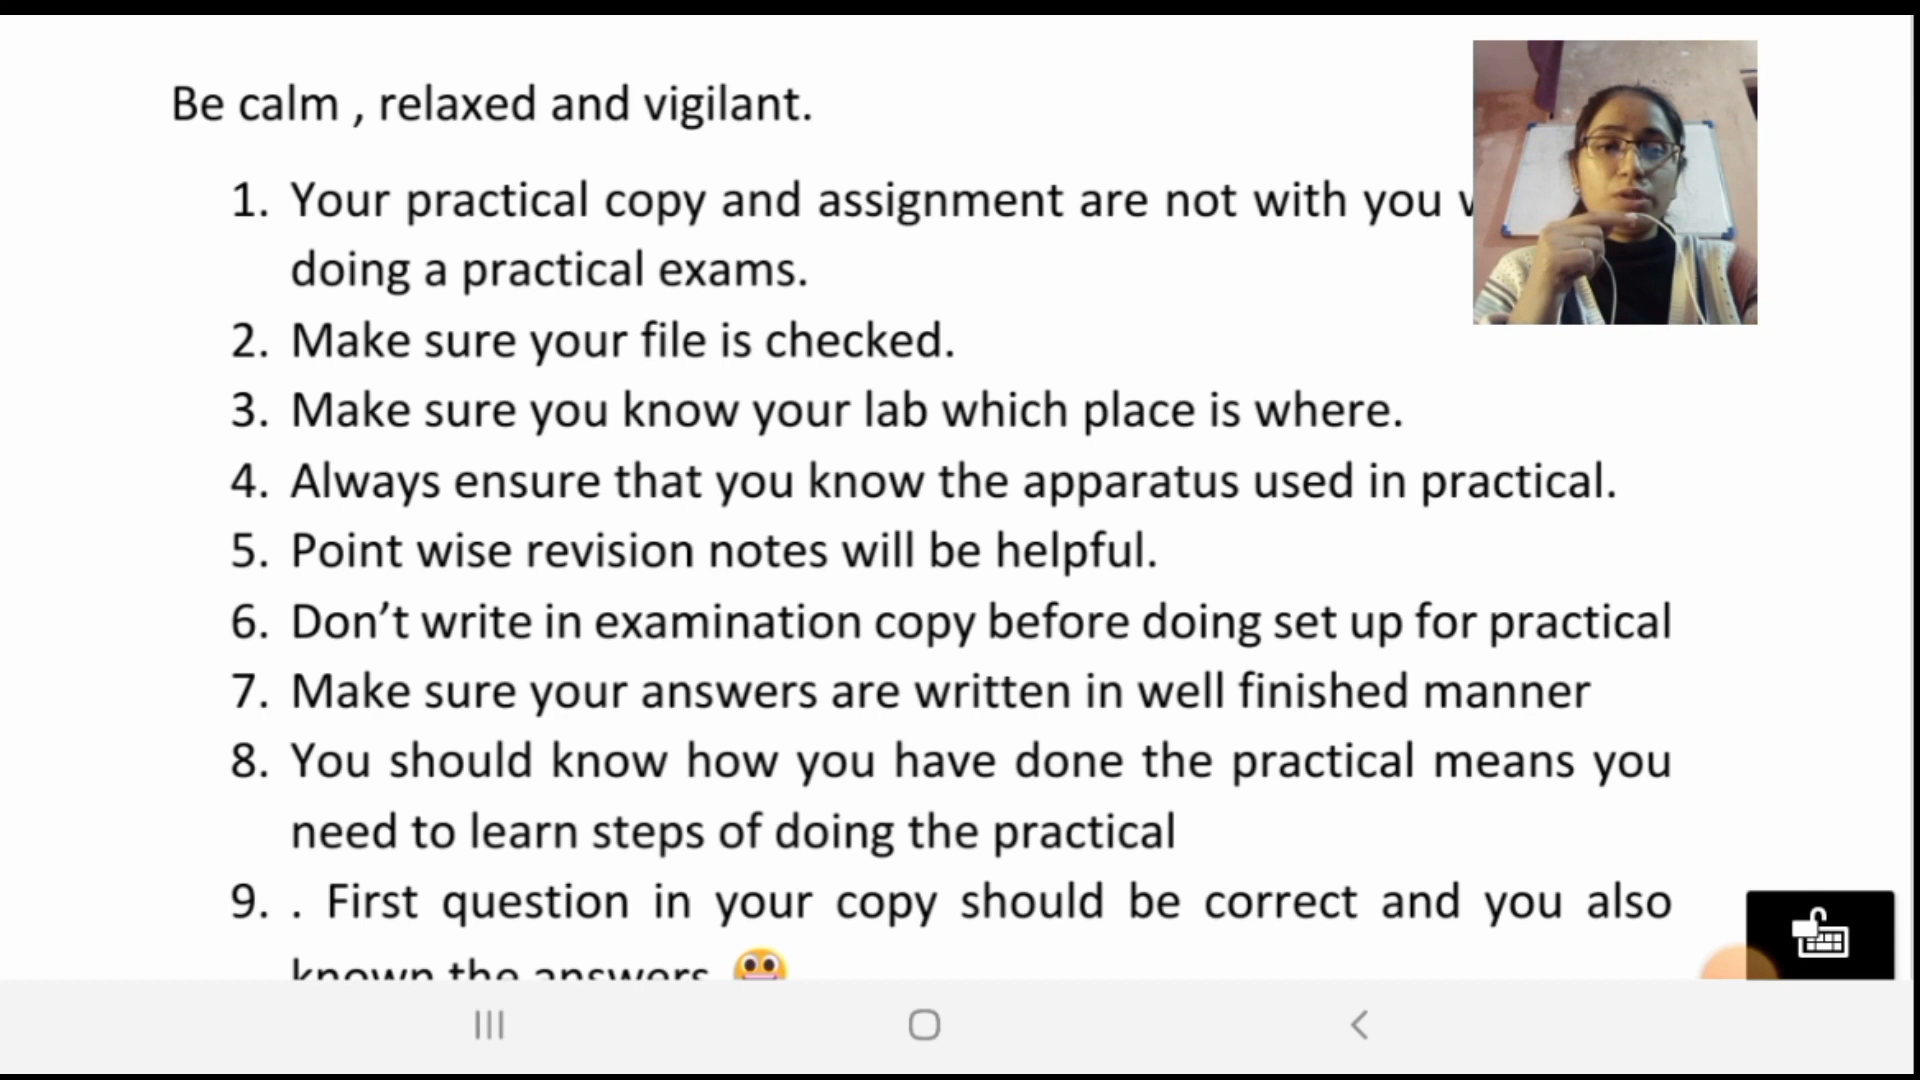 Be calm , relaxed and vigilant.
1. Your practical copy and assignment are not with you
doing a practical exams.
2. Make sure your file is checked.
3. Make sure you know your lab which place is where.
4. Always ensure that you know the apparatus used in practical.
5. Point wise revision notes will be helpful.
6. Don’t write in examination copy before doing set up for practical
7. Make sure your answers are written in well finished manner
8. You should know how you have done the practical means you
need to learn steps of doing the practical
9. . First question in your copy should be correct and you also
known the answers